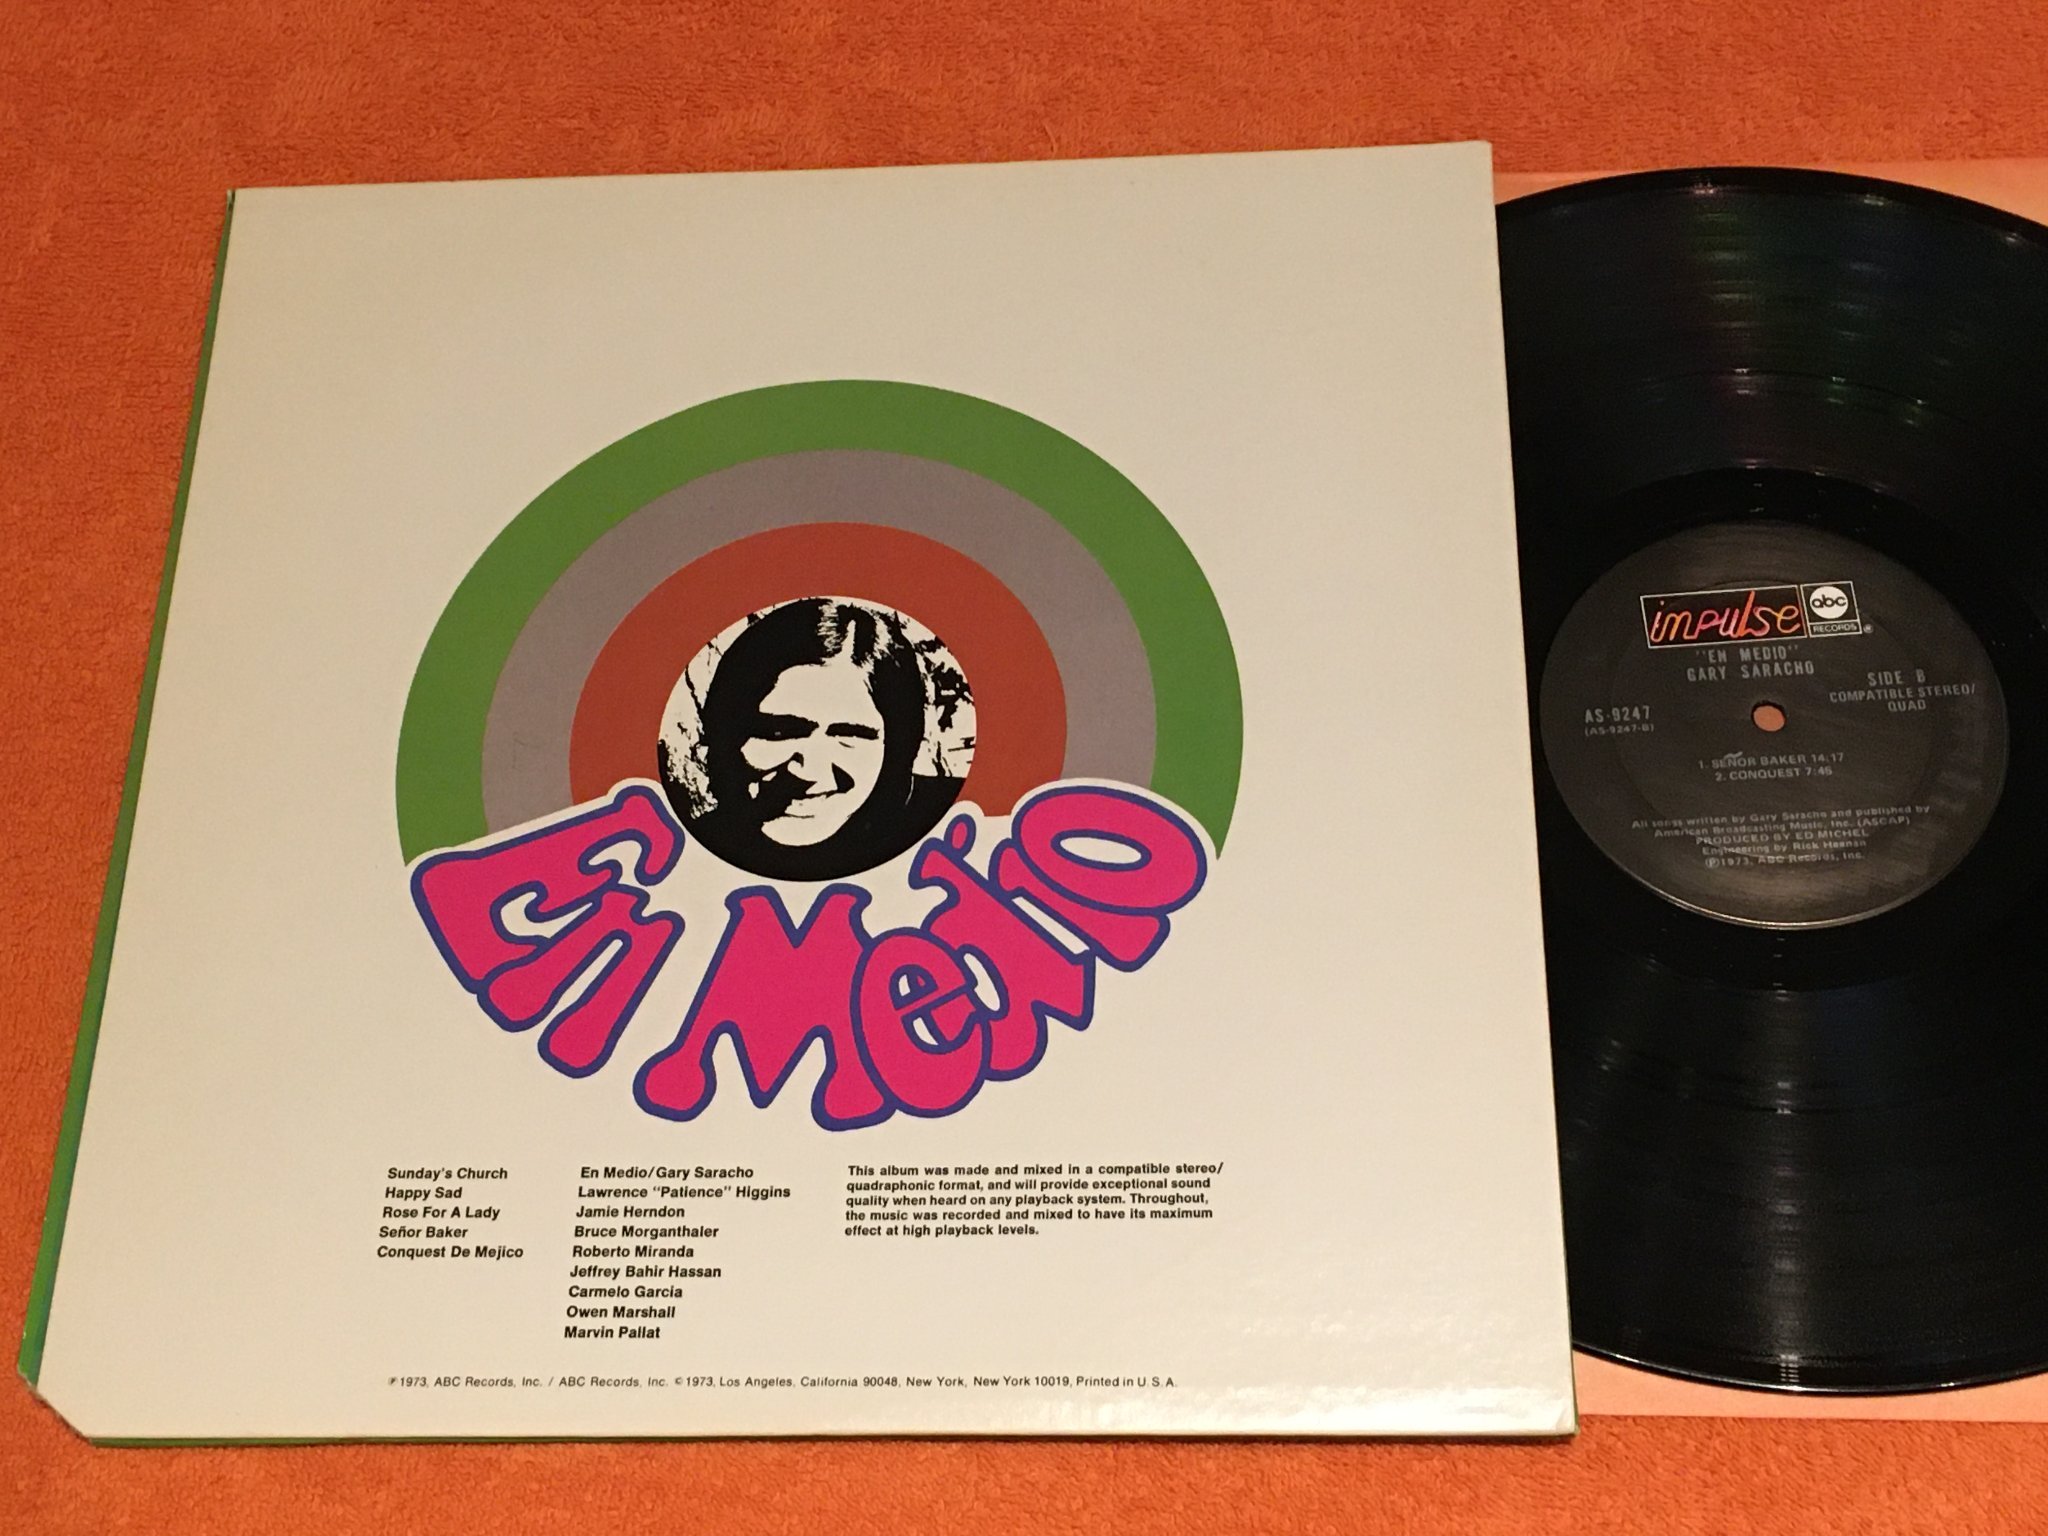 En Medio
Sunday's Church
Happy Sad
Rose For A Lady
Señor Baker
Conquest De Mejico
En Medio/Gary Saracho
Lawrence "Patience" Higgins
Jamie Herndon
Bruce Morganthaler
Roberto Miranda
Jeffrey Bahir Hassan
Carmelo Garcia
Owen Marshall
Marvin Pallat
This album was made and mixed in a compatible stereo/
quadraphonic format, and will provide exceptional sound
quality when heard on any playback system. Throughout,
the music was recorded and mixed to have its maximum
effect at high playback levels.
℗1973, ABC Records, Inc. / ABC Records, Inc. ©1973, Los Angeles, California 90048, New York, New York 10019, Printed in U.S.A.
impulse abc
RECORDS ®
"EN MEDIO"
GARY SARACHO
SIDE B
COMPATIBLE STEREO/
QUAD
AS-9247
(AS-9247-B)
1. SEÑOR BAKER 14:17
2. CONQUEST 7:45
All songs written by Gary Saracho and published by
American Broadcasting Music, Inc. (ASCAP)
PRODUCED BY ED MICHEL
Engineering by Rick Heenan
℗1973, ABC Records, Inc.